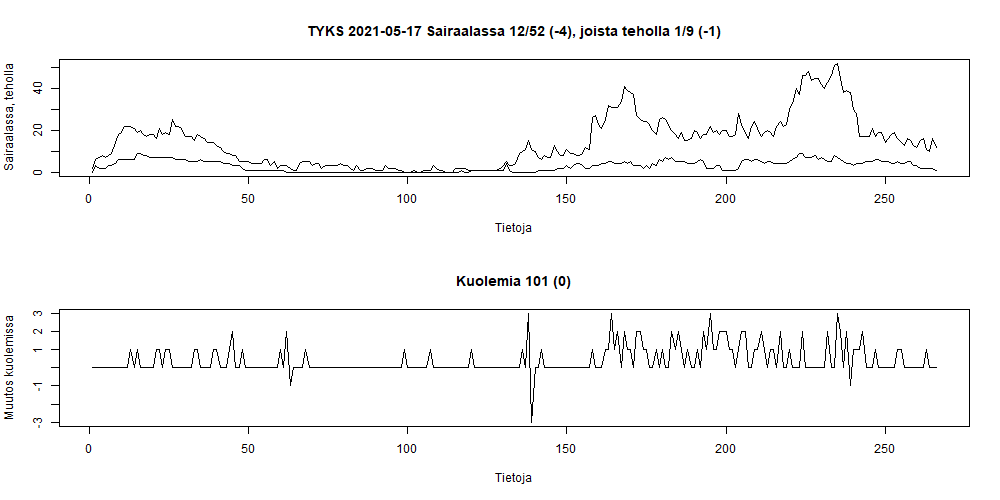 TYKS 2021-05-17 Sairaalassa 12/52 (-4), joista teholla 1/9 (-1)
Sairaalassa, teholla
40
20
0
0 50 100 150 200 250
Tietoja
Kuolemia 101 (0)
Muutos kuolemissa
3
2
1
-1
-3
0 50 100 150 200 250
Tietoja